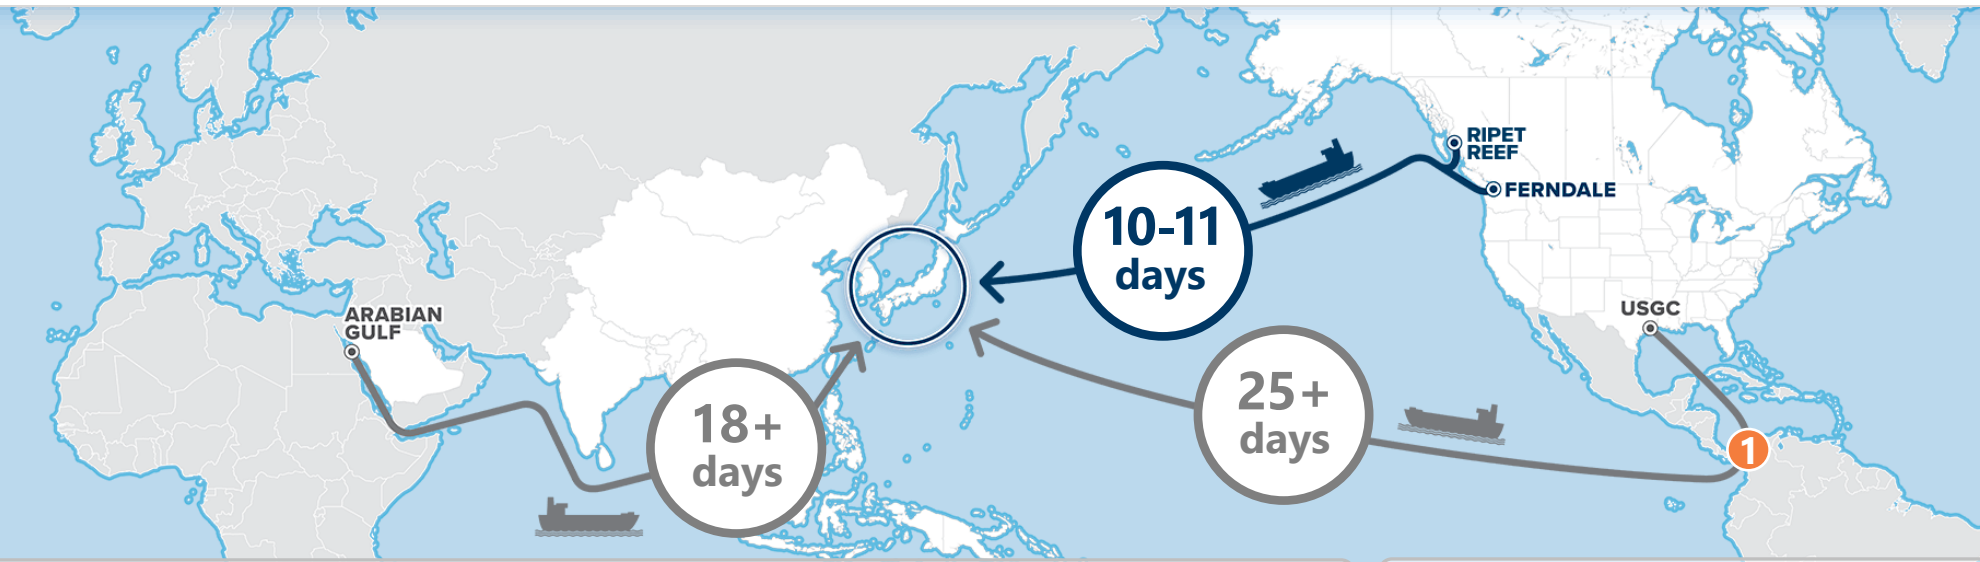 RIPET
REEF
FERNDALE
10-11
days
ARABIAN
GULF
USGC
18+
days
25+
days
1